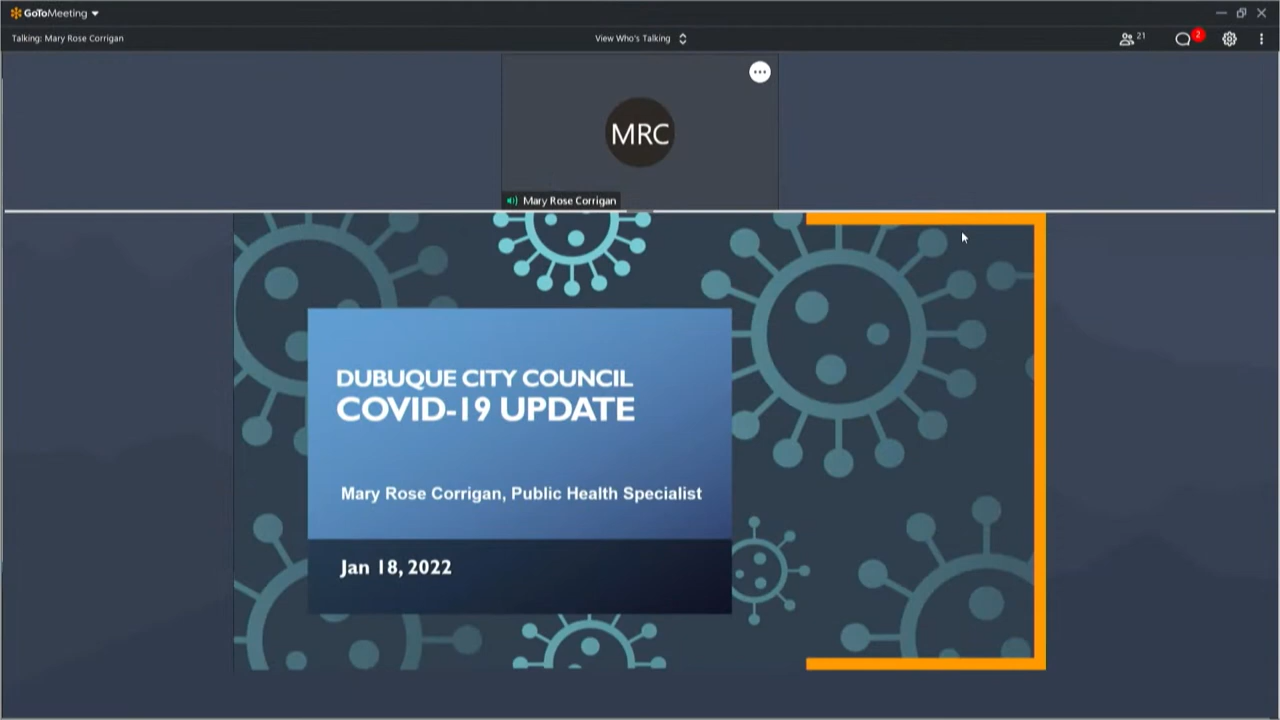 GoToMeeting
Talking: Mary Rose Corrigan
View Who's Talking
21
2
MRC
Mary Rose Corrigan
DUBUQUE CITY COUNCIL
COVID-19 UPDATE
Mary Rose Corrigan, Public Health Specialist
Jan 18, 2022